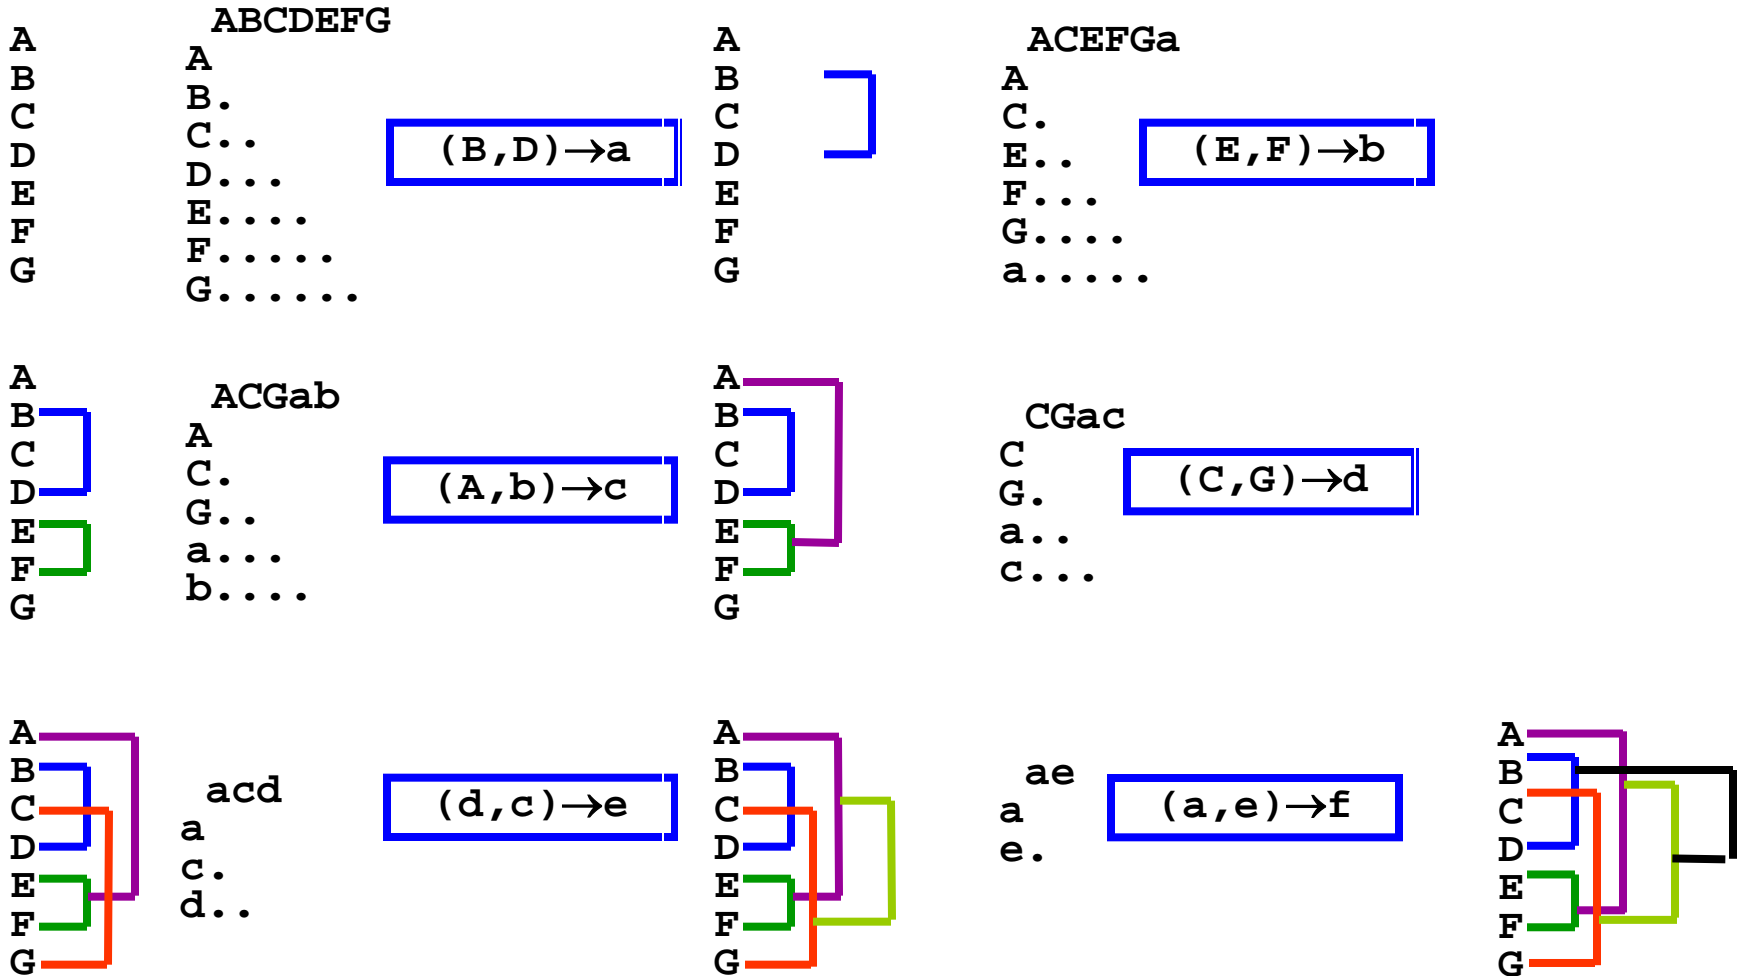 A
B
C
D
E
F
G
ABCDEFG
A
B.
C..
D...
E....
F.....
G......
(B,D)→a
A
B
C
D
E
F
G
ACEFGa
A
C.
E..
F...
G....
a.....
(E,F)→b
A
B
C
D
E
F
G
ACGab
A
C.
G..
a...
b....
(A,b)→c
A
B
C
D
E
F
G
CGac
C
G.
a..
c...
(C,G)→d
A
B
C
D
E
F
G
acd
a
c.
d..
(d,c)→e
A
B
C
D
E
F
G
ae
a
e.
(a,e)→f
A
B
C
D
E
F
G